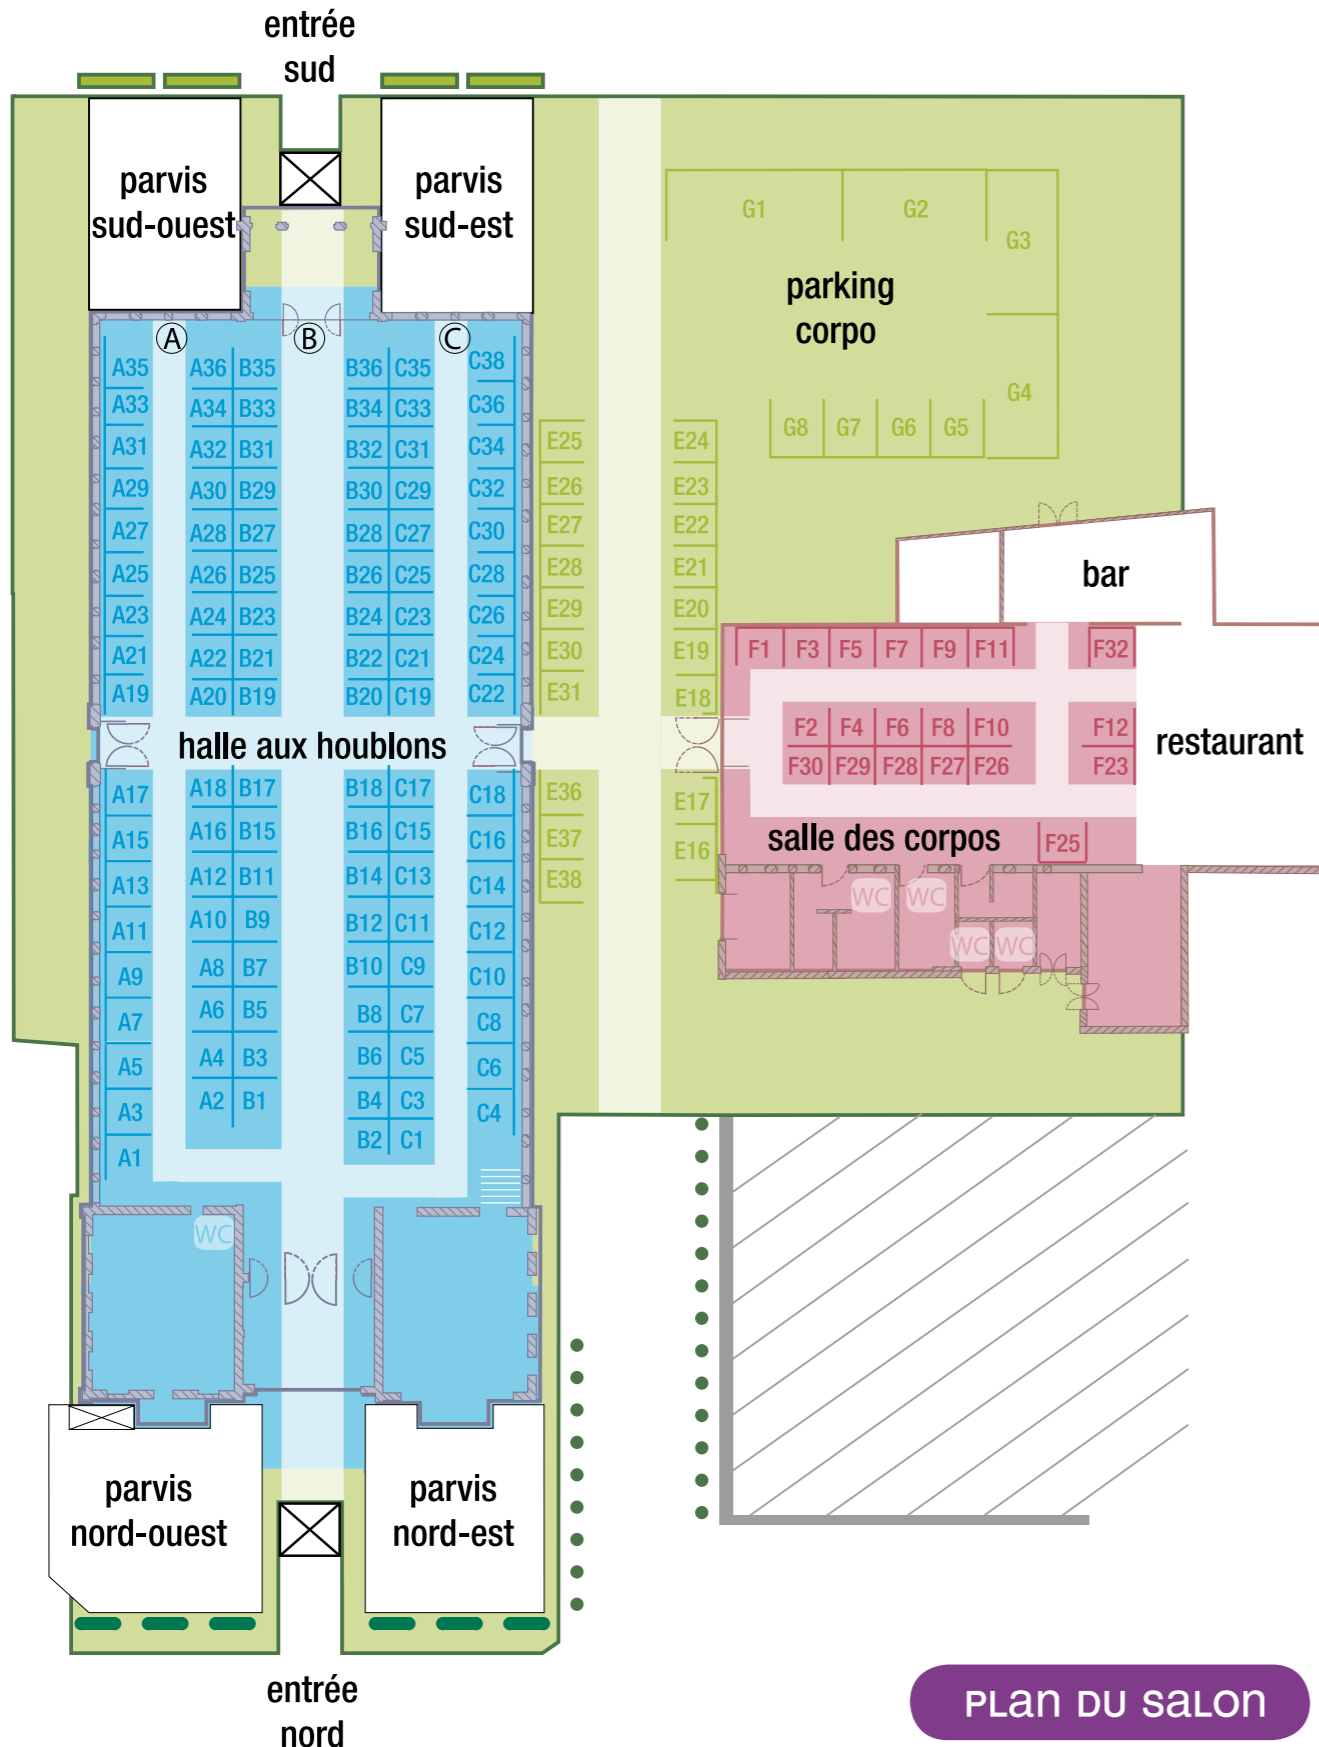 entrée
sud
parvis
sud-ouest
parvis
sud-est
G1
G2
G3
parking
corpo
G4
G8 G7 G6 G5
A B C
A35 A36 B35 B36 C35 C38
A33 A34 B33 B34 C33 C36
A31 A32 B31 B32 C31 C34
A29 A30 B29 B30 C29 C32
A27 A28 B27 B28 C27 C30
A25 A26 B25 B26 C25 C28
A23 A24 B23 B24 C23 C26
A21 A22 B21 B22 C21 C24
A19 A20 B19 B20 C19 C22
E25 E24
E26 E23
E27 E22
E28 E21
E29 E20
E30 E19
E31 E18
bar
F1 F3 F5 F7 F9 F11 F32
F2 F4 F6 F8 F10 F12
F30 F29 F28 F27 F26 F23
restaurant
salle des corpos
F25
WC WC
WC WC
halle aux houblons
A17 A18 B17 B18 C17 C18
A15 A16 B15 B16 C15 C16
A13 A12 B11 B14 C13 C14
A11 A10 B9 B12 C11 C12
A9 A8 B7 B10 C9 C10
A7 A6 B5 B8 C7 C8
A5 A4 B3 B6 C5 C6
A3 A2 B1 B4 C3 C4
A1 B2 C1
E36 E17
E37 E16
E38
WC
parvis
nord-ouest
parvis
nord-est
entrée
nord
PLan DU saLon